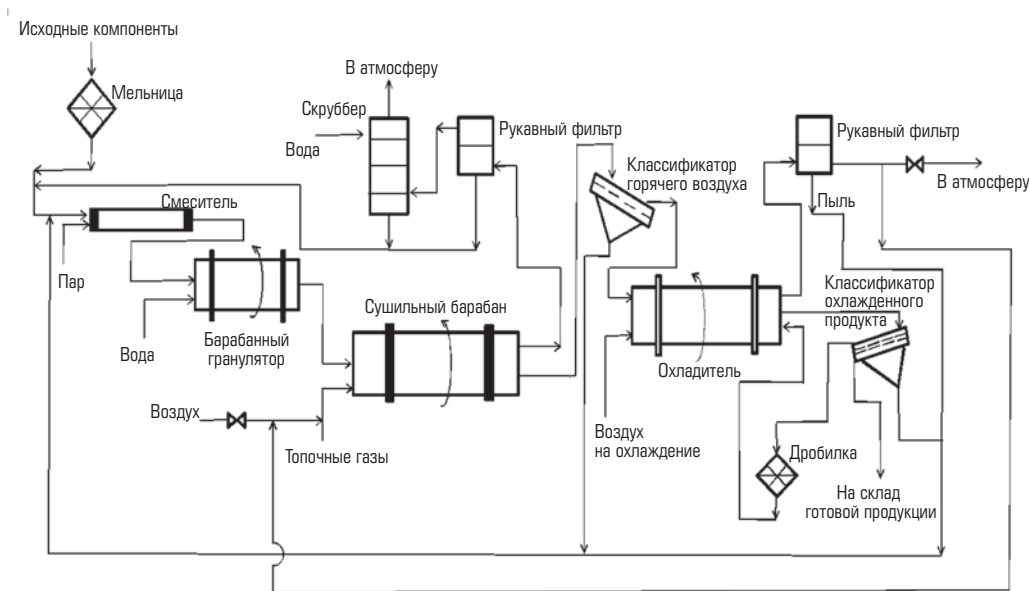 Исходные компоненты
Мельница
В атмосферу
Скруббер
Вода
Рукавный фильтр
Классификатор
горячего воздуха
Рукавный фильтр
В атмосферу
Пыль
Смеситель
Пар
Вода
Барабанный
гранулятор
Сушильный барабан
Воздух
Топочные газы
Охладитель
Воздух
на охлаждение
Классификатор
охлажденного
продукта
Дробилка
На склад
готовой продукции